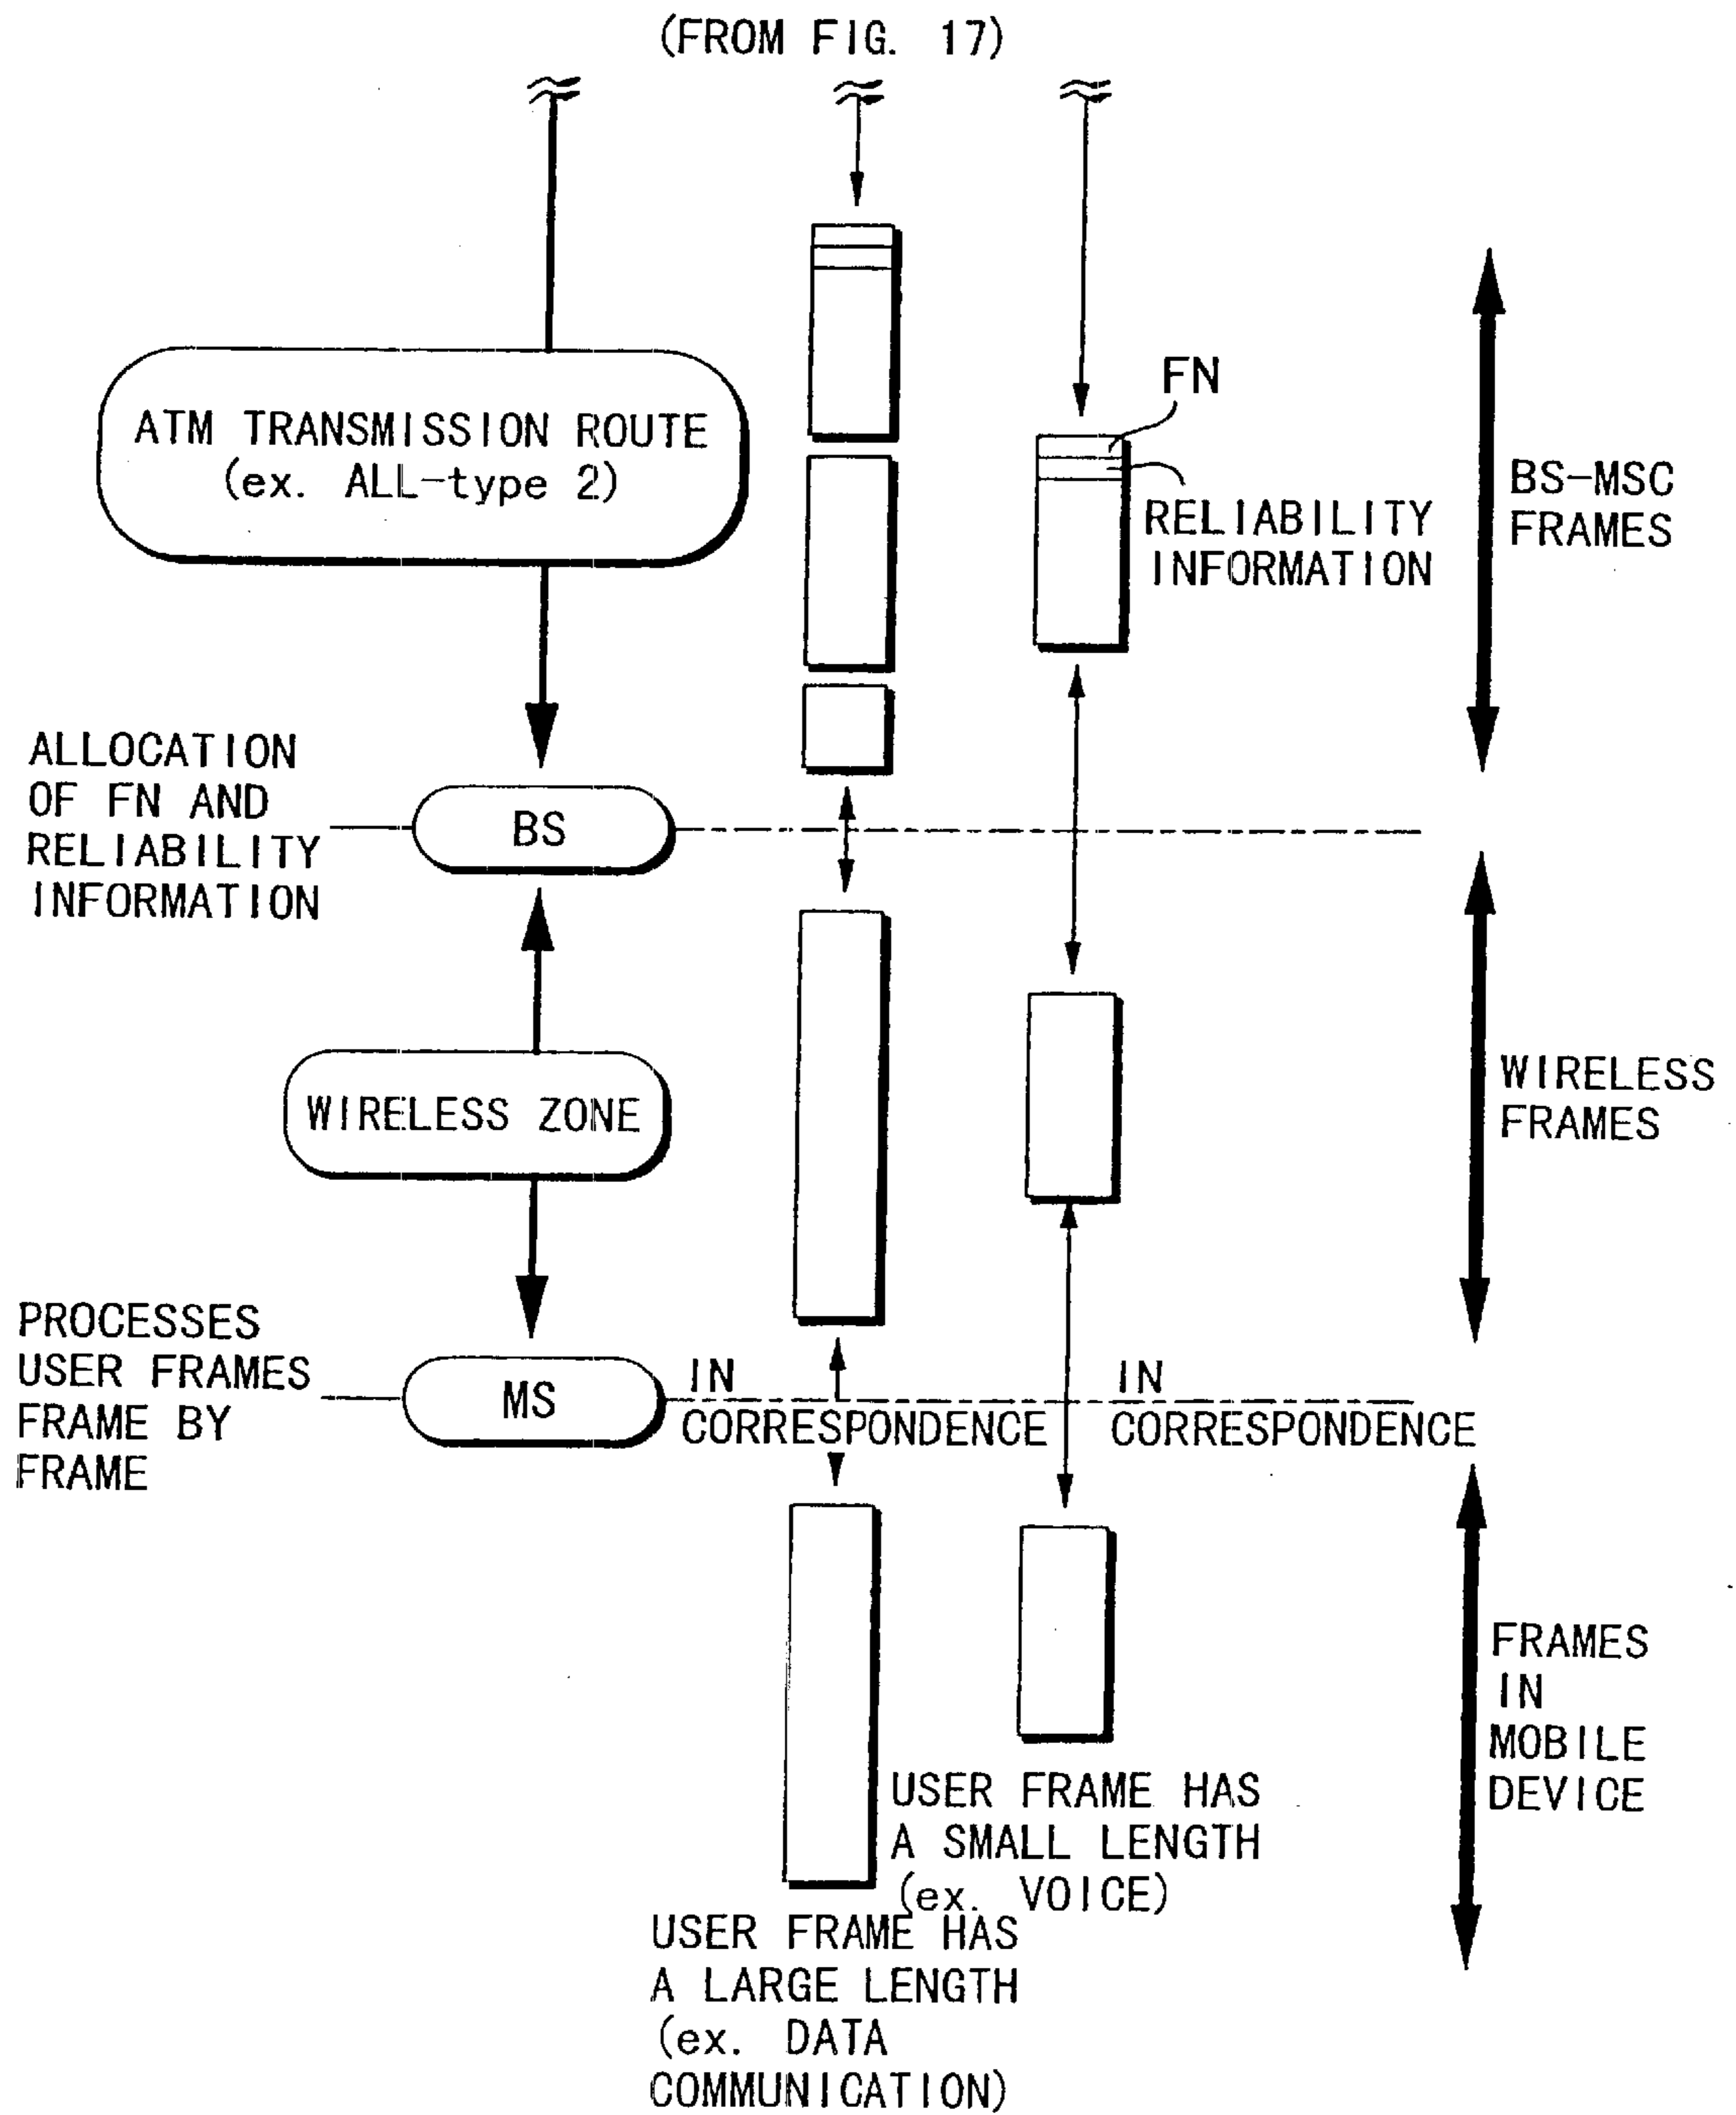 (FROM FIG. 17)
ATM TRANSMISSION ROUTE
(ex. ALL-type 2)
FN
RELIABILITY
INFORMATION
BS-MSC
FRAMES
ALLOCATION
OF FN AND
RELIABILITY
INFORMATION
BS
WIRELESS ZONE
WIRELESS
FRAMES
PROCESSES
USER FRAMES
FRAME BY
FRAME
MS
IN
CORRESPONDENCE
IN
CORRESPONDENCE
FRAMES
IN
MOBILE
DEVICE
USER FRAME HAS
A SMALL LENGTH
(ex. VOICE)
USER FRAME HAS
A LARGE LENGTH
(ex. DATA
COMMUNICATION)